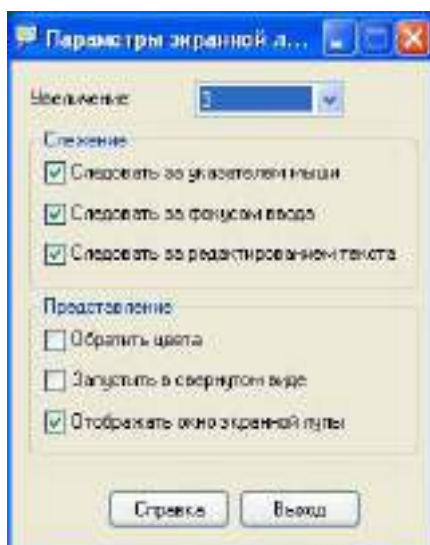 Параметры экранной л...
Увеличение
Слежение
Следовать за указателем мыши
Следовать за фокусом ввода
Следовать за редактированием текста
Представление
Обратить цвета
Запустить в свернутом виде
Отображать окно экранной лупы
Справка Выход